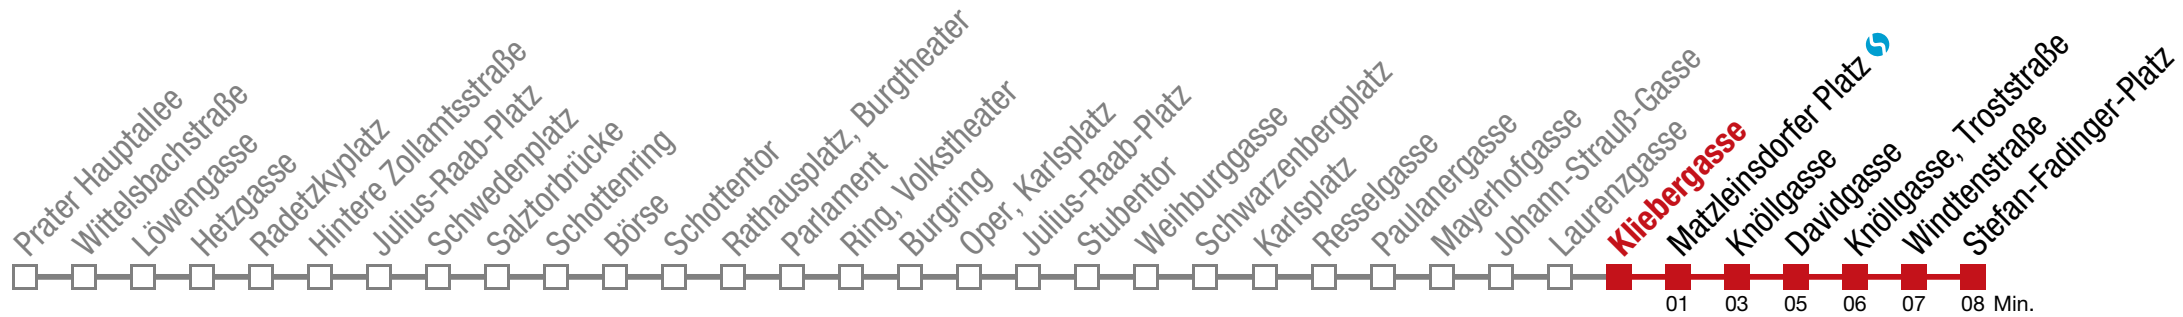 Prater Hauptallee
Wittelsbachstraße
Löwengasse
Hetzgasse
Radetzkyplatz
Hintere Zollamtsstraße
Julius-Raab-Platz
Schwedenplatz
Salztorbrücke
Schottenring
Börse
Schottentor
Rathausplatz, Burgtheater
Parlament
Ring, Volkstheater
Burgring
Oper, Karlsplatz
Julius-Raab-Platz
Stubentor
Weihburggasse
Schwarzenbergplatz
Karlsplatz
Resselgasse
Paulanergasse
Mayerhofgasse
Johann-Strauß-Gasse
Laurenzgasse
Kliebergasse
Matzleinsdorfer Platz
Knöllgasse
Davidgasse
Knöllgasse, Troststraße
Windtenstraße
Stefan-Fadinger-Platz
01 03 05 06 07 08 Min.